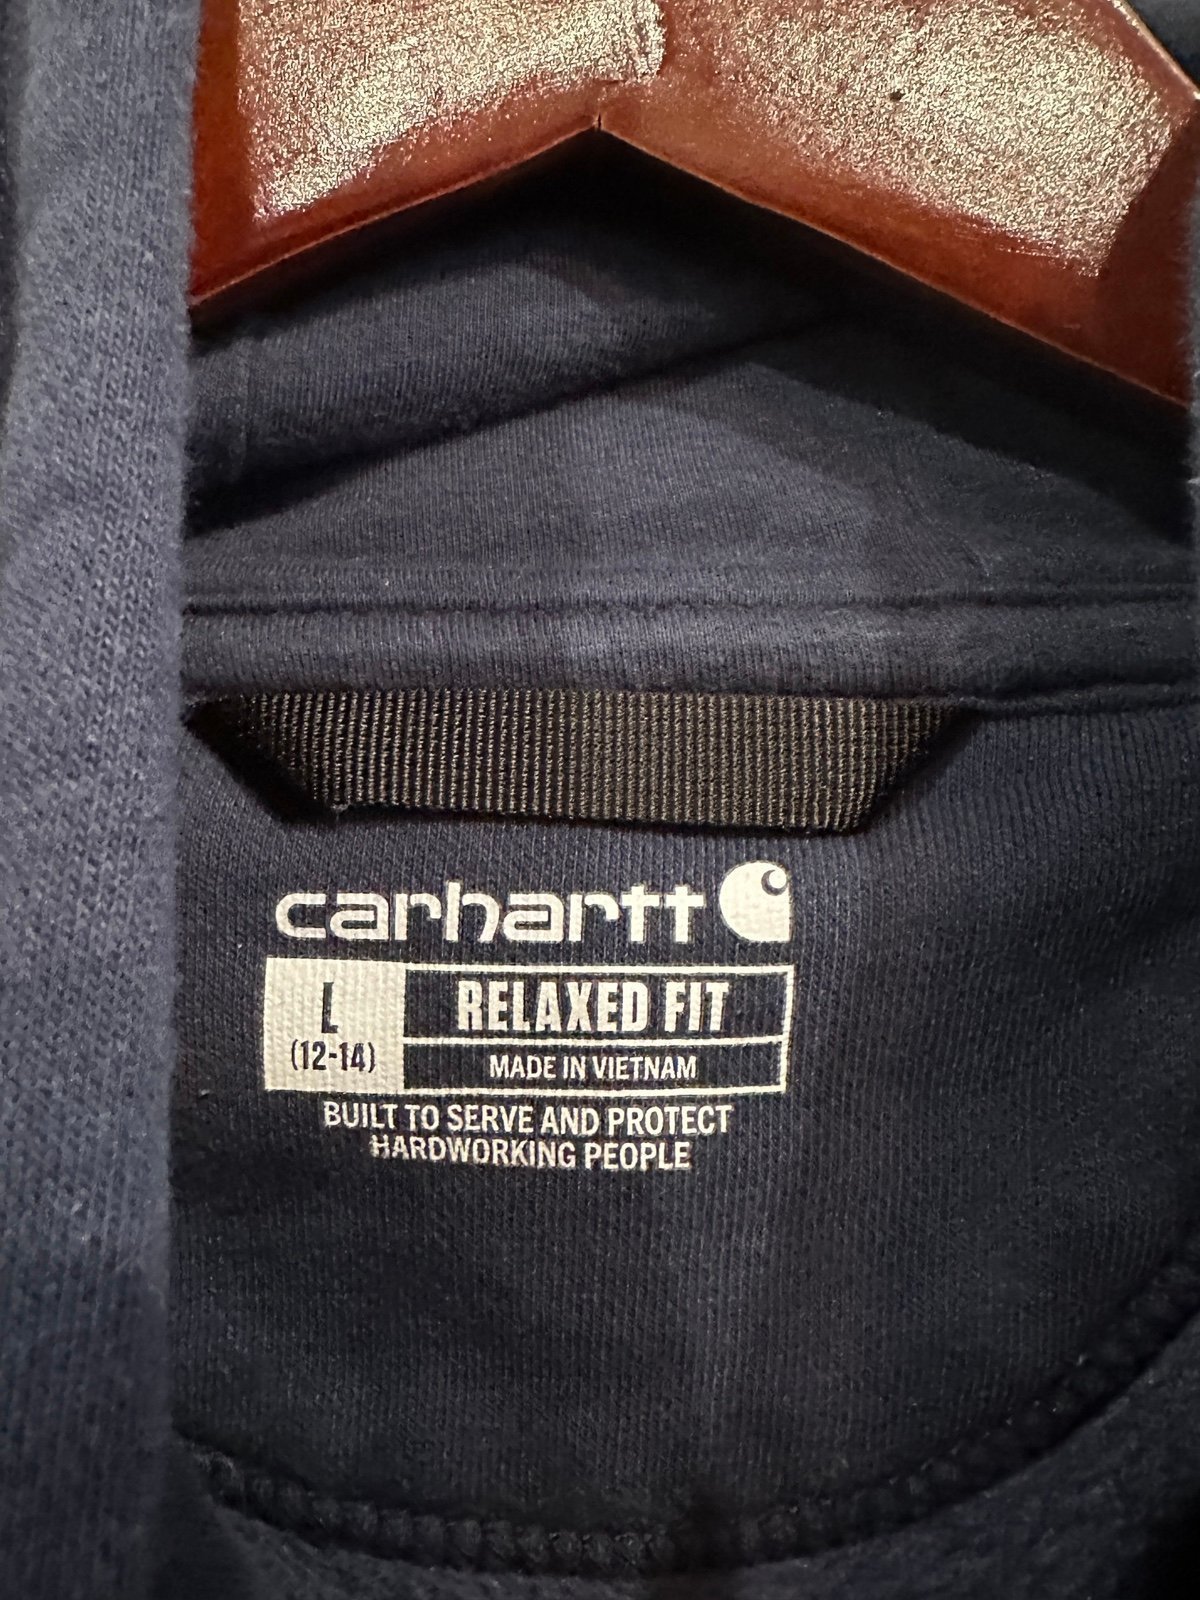 carhartt
L
(12-14)
RELAXED FIT
MADE IN VIETNAM
BUILT TO SERVE AND PROTECT
HARDWORKING PEOPLE